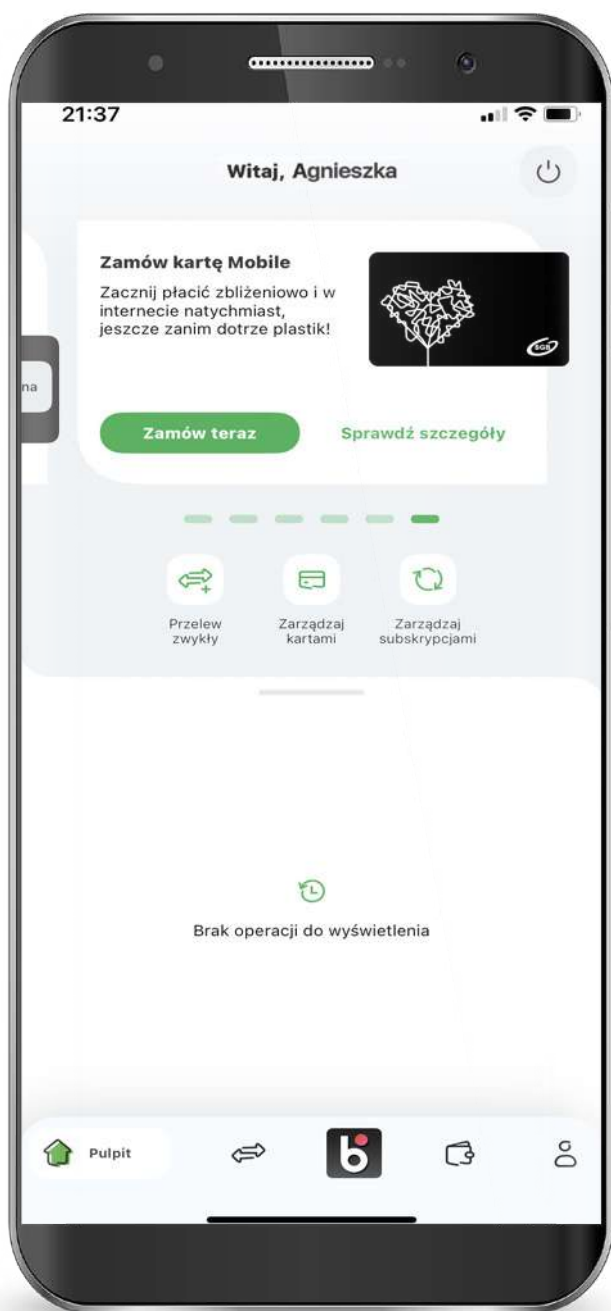 21:37
Witaj, Agnieszka
Zamów kartę Mobile
Zacznij płacić zbliżeniowo i w
internecie natychmiast,
jeszcze zanim dotrze plastik!
SGB
na
Zamów teraz
Sprawdź szczegóły
Przelew
zwykły
Zarządzaj
kartami
Zarządzaj
subskrypcjami
Brak operacji do wyświetlenia
Pulpit
b